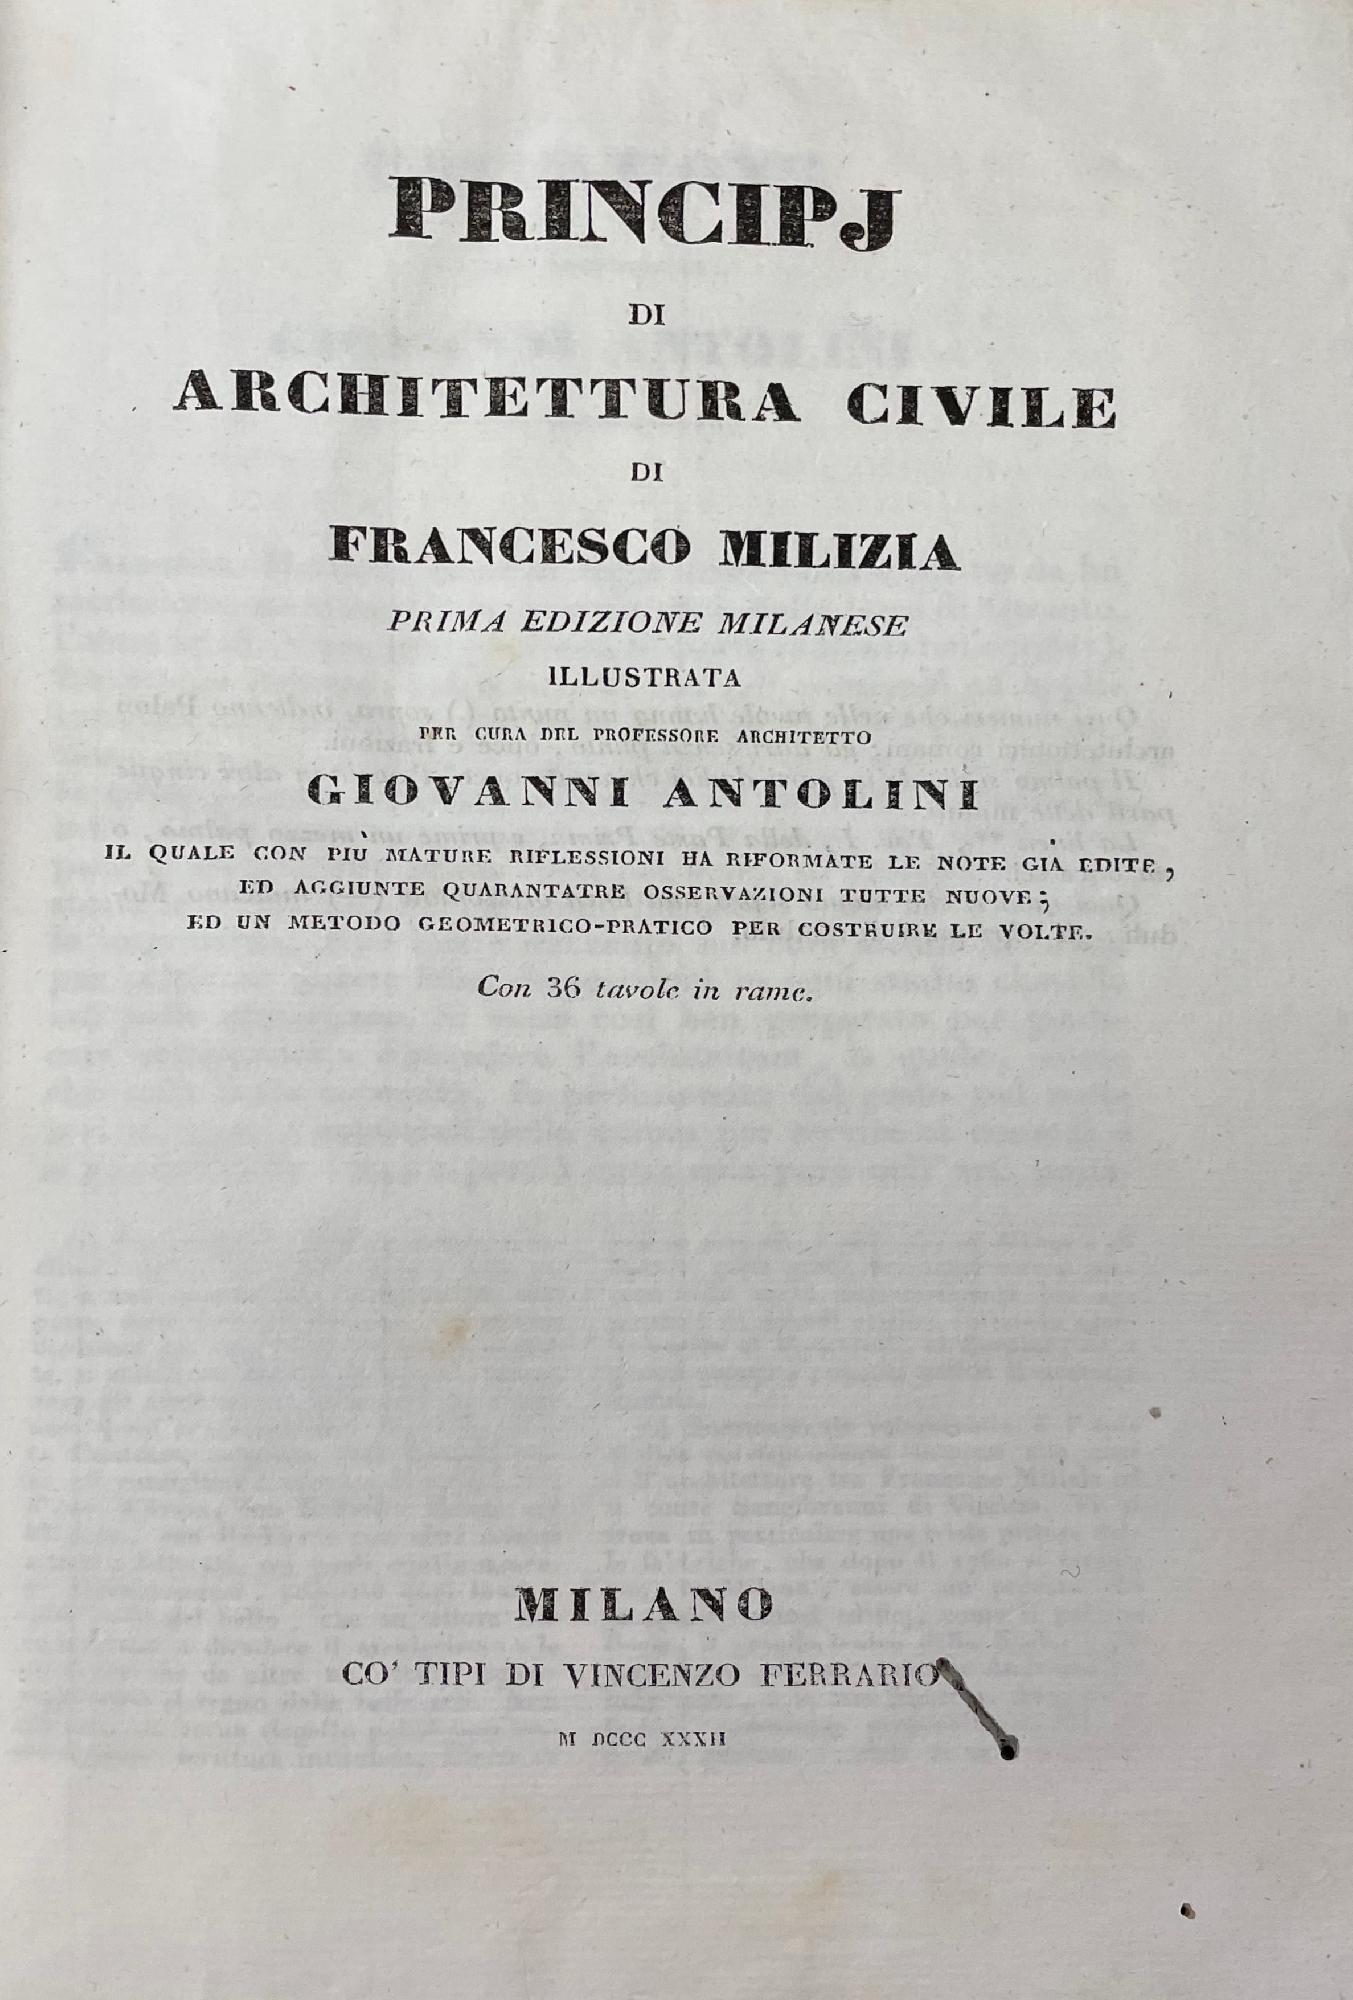 PRINCIPJ
DI
ARCHITETTURA CIVILE
DI
FRANCESCO MILIZIA
PRIMA EDIZIONE MILANESE
ILLUSTRATA
PER CURA DEL PROFESSORE ARCHITETTO
GIOVANNI ANTOLINI
IL QUALE CON PIÙ MATURE RIFLESSIONI HA RIFORMATE LE NOTE GIÀ EDITE,
ED AGGIUNTE QUARANTATRE OSSERVAZIONI TUTTE NUOVE;
ED UN METODO GEOMETRICO-PRATICO PER COSTRUIRE LE VOLTE.
Con 36 tavole in rame.
MILANO
CO' TIPI DI VINCENZO FERRARIO
M DCCC XXXII